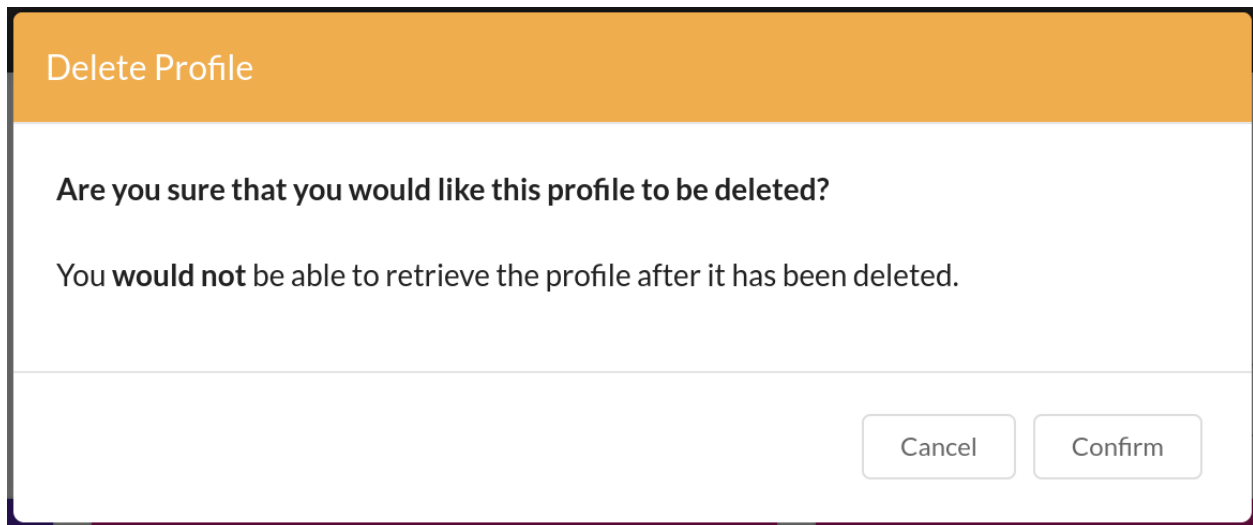 Delete Profile
Are you sure that you would like this profile to be deleted?
You would not be able to retrieve the profile after it has been deleted.
Cancel Confirm